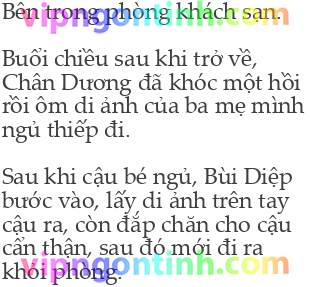 Bên trong phòng khách sạn.
vipngontinh.com
Buổi chiều sau khi trở về,
Chân Dương đã khóc một hồi
rồi ôm di ảnh của ba mẹ mình
ngủ thiếp đi.
Sau khi cậu bé ngủ, Bùi Diệp
bước vào, lấy di ảnh trên tay
cậu ra, còn đắp chăn cho cậu
cẩn thận, sau đó mới đi ra
khỏi phòng.
vipngontinh.com